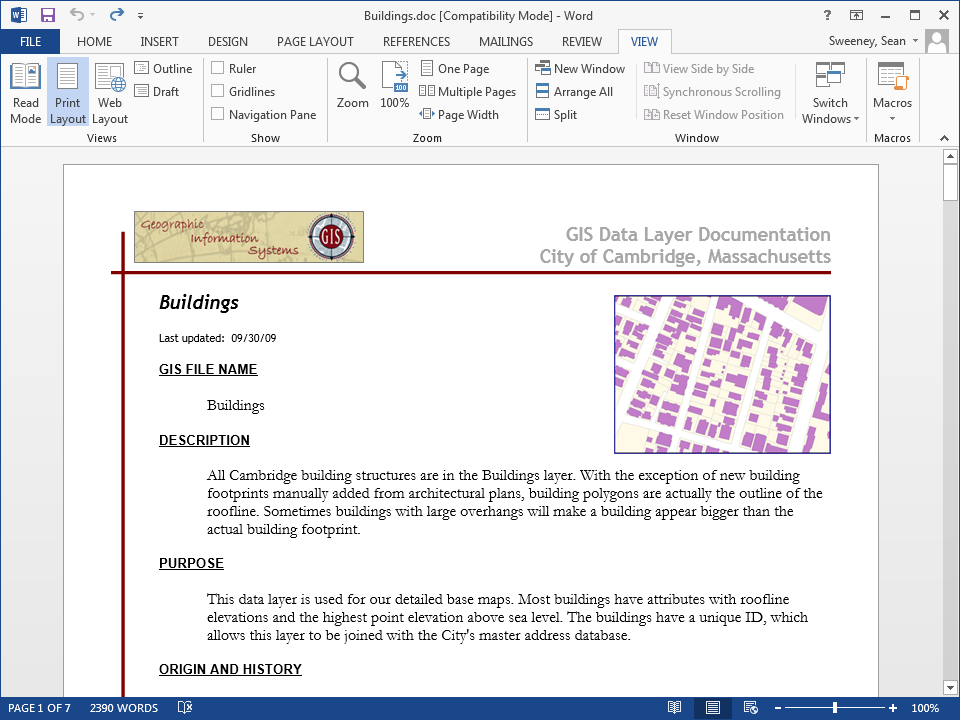 Buildings.doc [Compatibility Mode] - Word
?
FILE HOME INSERT DESIGN PAGE LAYOUT REFERENCES MAILINGS REVIEW VIEW Sweeney, Sean
Read Mode
Print Layout
Web Layout
Outline
Draft
Views
Ruler
Gridlines
Navigation Pane
Show
Zoom
100
100%
One Page
Multiple Pages
Page Width
Zoom
New Window
Arrange All
Split
View Side by Side
Synchronous Scrolling
Reset Window Position
Switch Windows
Window
Macros
Macros
Geographic
Information
Systems
GIS
GIS Data Layer Documentation
City of Cambridge, Massachusetts
Buildings
Last updated: 09/30/09
GIS FILE NAME
Buildings
DESCRIPTION
All Cambridge building structures are in the Buildings layer. With the exception of new building
footprints manually added from architectural plans, building polygons are actually the outline of the
roofline. Sometimes buildings with large overhangs will make a building appear bigger than the
actual building footprint.
PURPOSE
This data layer is used for our detailed base maps. Most buildings have attributes with roofline
elevations and the highest point elevation above sea level. The buildings have a unique ID, which
allows this layer to be joined with the City's master address database.
ORIGIN AND HISTORY
PAGE 1 OF 7 2390 WORDS 100%